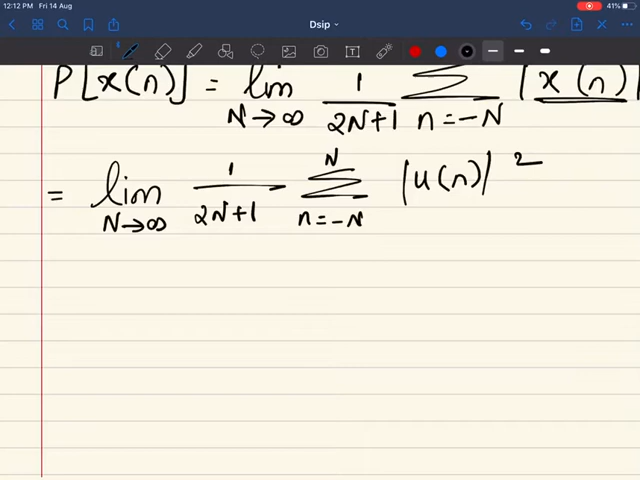 12:12 PM Fri 14 Aug 41%
Dsip
P[x(n)] = lim N→∞ 1/2N+1 Σ n=-N |x(n)|
= lim N→∞ 1/2N+1 Σ N n=-N |u(n)|²